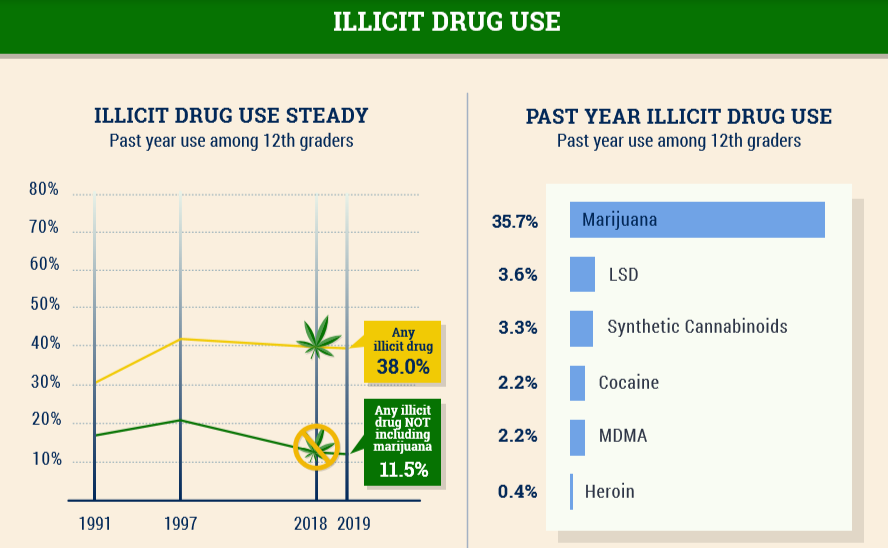 ILLICIT DRUG USE
ILLICIT DRUG USE STEADY
Past year use among 12th graders
80%
70%
60%
50%
40%
30%
20%
10%
Any
illicit drug
38.0%
Any illicit
drug NOT
including
marijuana
11.5%
1991
1997
2018
2019
PAST YEAR ILLICIT DRUG USE
Past year use among 12th graders
35.7% Marijuana
3.6% LSD
3.3% Synthetic Cannabinoids
2.2% Cocaine
2.2% MDMA
0.4% Heroin